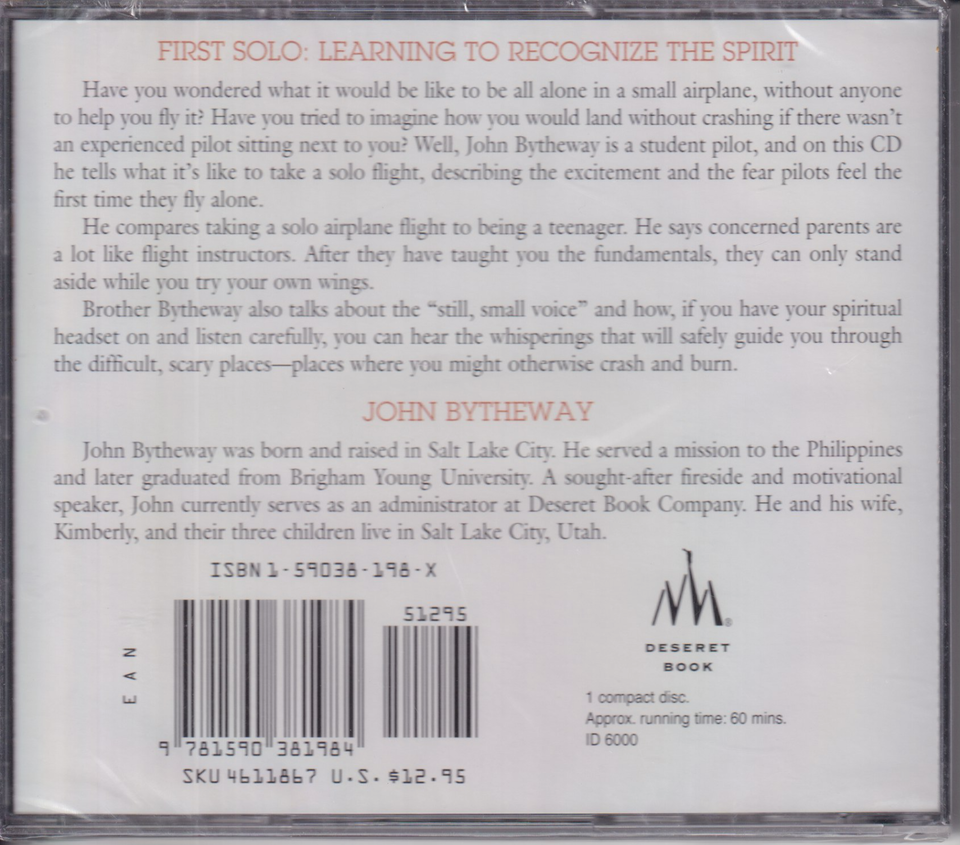 FIRST SOLO: LEARNING TO RECOGNIZE THE SPIRIT
Have you wondered what it would be like to be all alone in a small airplane, without anyone
to help you fly it? Have you tried to imagine how you would land without crashing if there wasn't
an experienced pilot sitting next to you? Well, John Bytheway is a student pilot, and on this CD
he tells what it's like to take a solo flight, describing the excitement and the fear pilots feel the
first time they fly alone.
He compares taking a solo airplane flight to being a teenager. He says concerned parents are
a lot like flight instructors. After they have taught you the fundamentals, they can only stand
aside while you try your own wings.
Brother Bytheway also talks about the “still, small voice” and how, if you have your spiritual
headset on and listen carefully, you can hear the whisperings that will safely guide you through
the difficult, scary places—places where you might otherwise crash and burn.
JOHN BYTHEWAY
John Bytheway was born and raised in Salt Lake City. He served a mission to the Philippines
and later graduated from Brigham Young University. A sought-after fireside and motivational
speaker, John currently serves as an administrator at Deseret Book Company. He and his wife,
Kimberly, and their three children live in Salt Lake City, Utah.
ISBN 1-59038-198-X
51295
EAN
9 781590 381984
SKU 4611867 U.S. $12.95
®
DESERET
BOOK
1 compact disc.
Approx. running time: 60 mins.
ID 6000